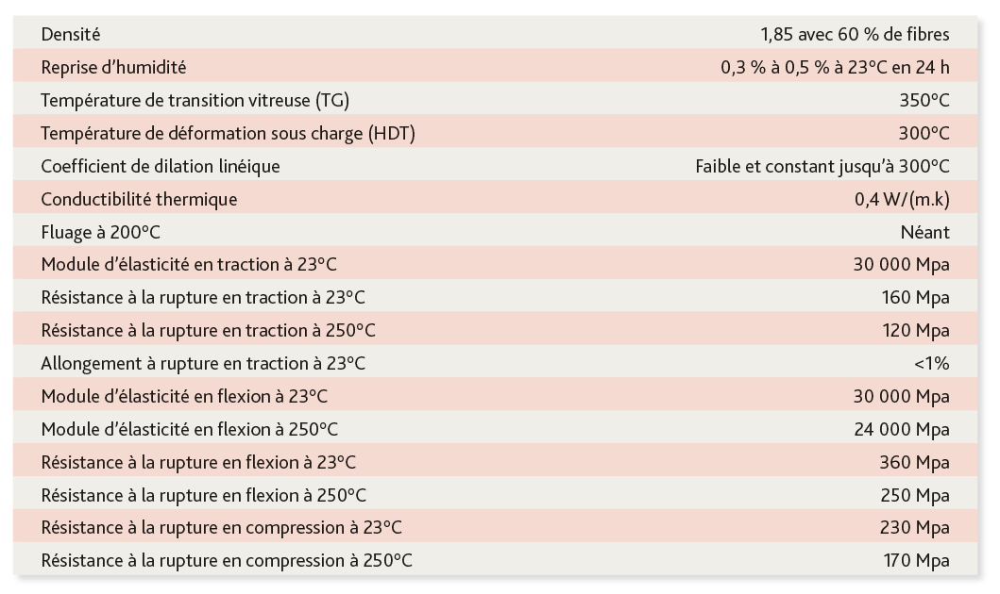 Densité 1,85 avec 60 % de fibres
Reprise d’humidité 0,3 % à 0,5 % à 23°C en 24 h
Température de transition vitreuse (TG) 350°C
Température de déformation sous charge (HDT) 300°C
Coefficient de dilation linéique Faible et constant jusqu’à 300°C
Conductibilité thermique 0,4 W/(m.k)
Fluage à 200°C Néant
Module d’élasticité en traction à 23°C 30 000 Mpa
Résistance à la rupture en traction à 23°C 160 Mpa
Résistance à la rupture en traction à 250°C 120 Mpa
Allongement à rupture en traction à 23°C <1%
Module d’élasticité en flexion à 23°C 30 000 Mpa
Module d’élasticité en flexion à 250°C 24 000 Mpa
Résistance à la rupture en flexion à 23°C 360 Mpa
Résistance à la rupture en flexion à 250°C 250 Mpa
Résistance à la rupture en compression à 23°C 230 Mpa
Résistance à la rupture en compression à 250°C 170 Mpa